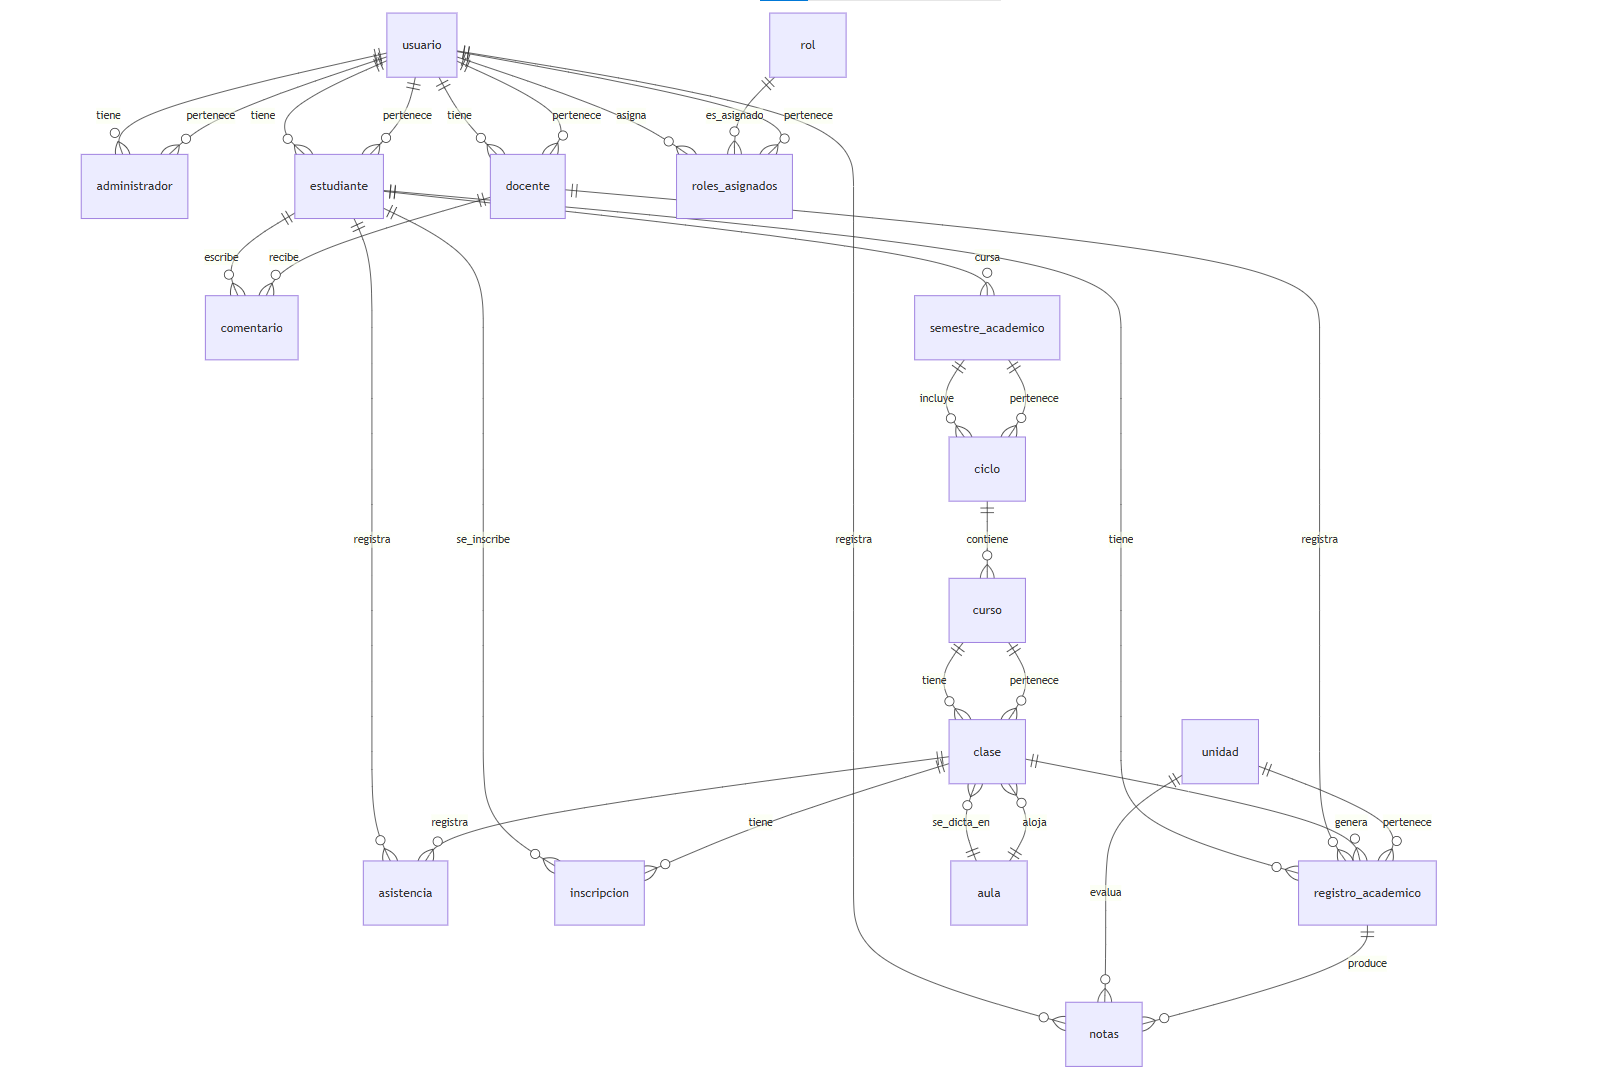 usuario
rol
tiene
pertenece
tiene
pertenece
tiene
pertenece
asigna
es_asignado
pertenece
administrador
estudiante
docente
roles_asignados
escribe
recibe
cursa
comentario
semestre_academico
incluye
pertenece
ciclo
registra
se_inscribe
registra
contiene
tiene
registra
curso
tiene
pertenece
clase
unidad
registra
tiene
se_dicta_en
aloja
genera
pertenece
asistencia
inscripcion
aula
evalua
registro_academico
produce
notas